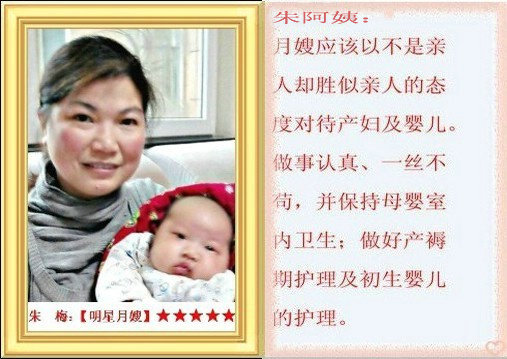 朱　梅：【明星月嫂】★★★★★
朱阿姨：
月嫂应该以不是亲
人却胜似亲人的态
度对待产妇及婴儿。
做事认真、一丝不
苟，并保持母婴室
内卫生；做好产褥
期护理及初生婴儿
的护理。